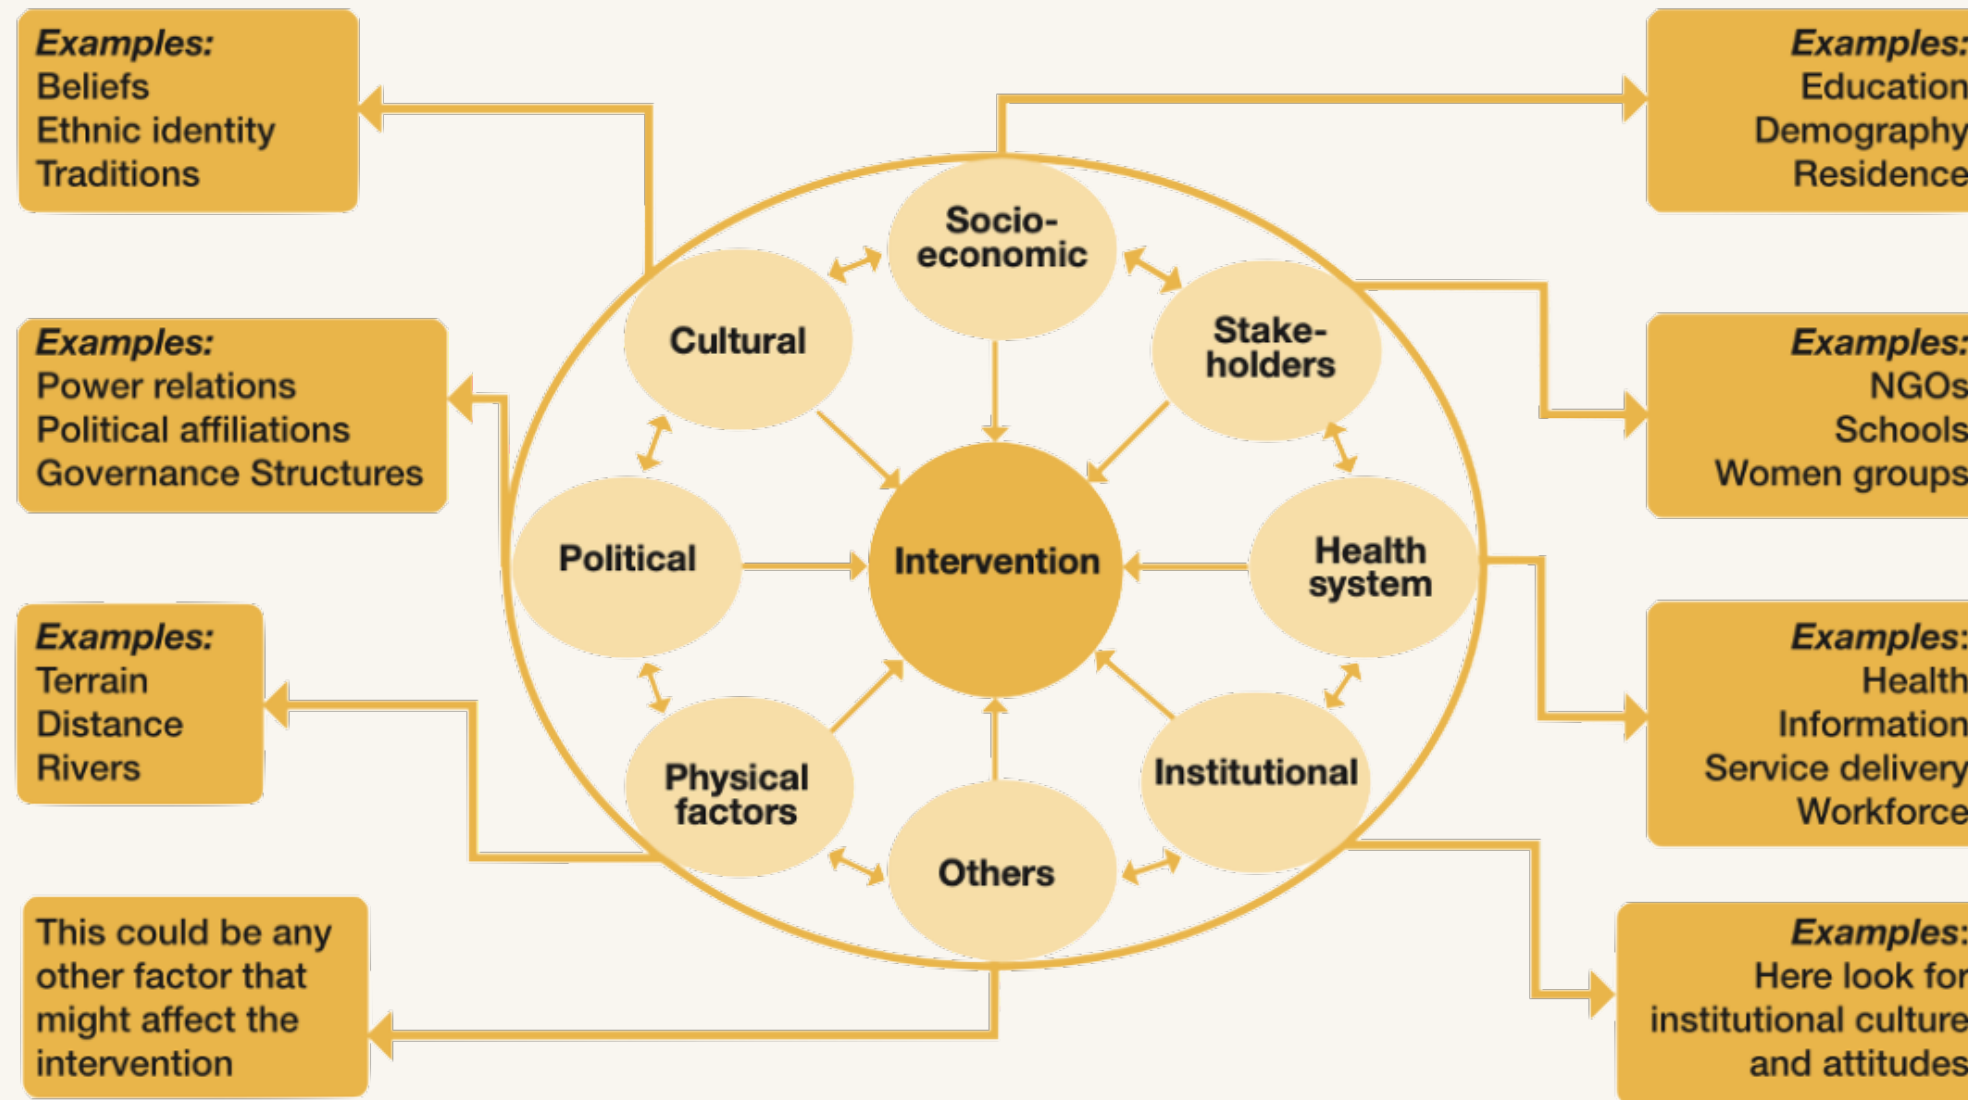 Examples:
Beliefs
Ethnic identity
Traditions
Examples:
Education
Demography
Residence
Socio-
economic
Cultural
Stake-
holders
Examples:
Power relations
Political affiliations
Governance Structures
Examples:
NGOs
Schools
Women groups
Political
Intervention
Health
system
Examples:
Terrain
Distance
Rivers
Examples:
Health
Information
Service delivery
Workforce
Physical
factors
Institutional
Others
This could be any
other factor that
might affect the
intervention
Examples:
Here look for
institutional culture
and attitudes